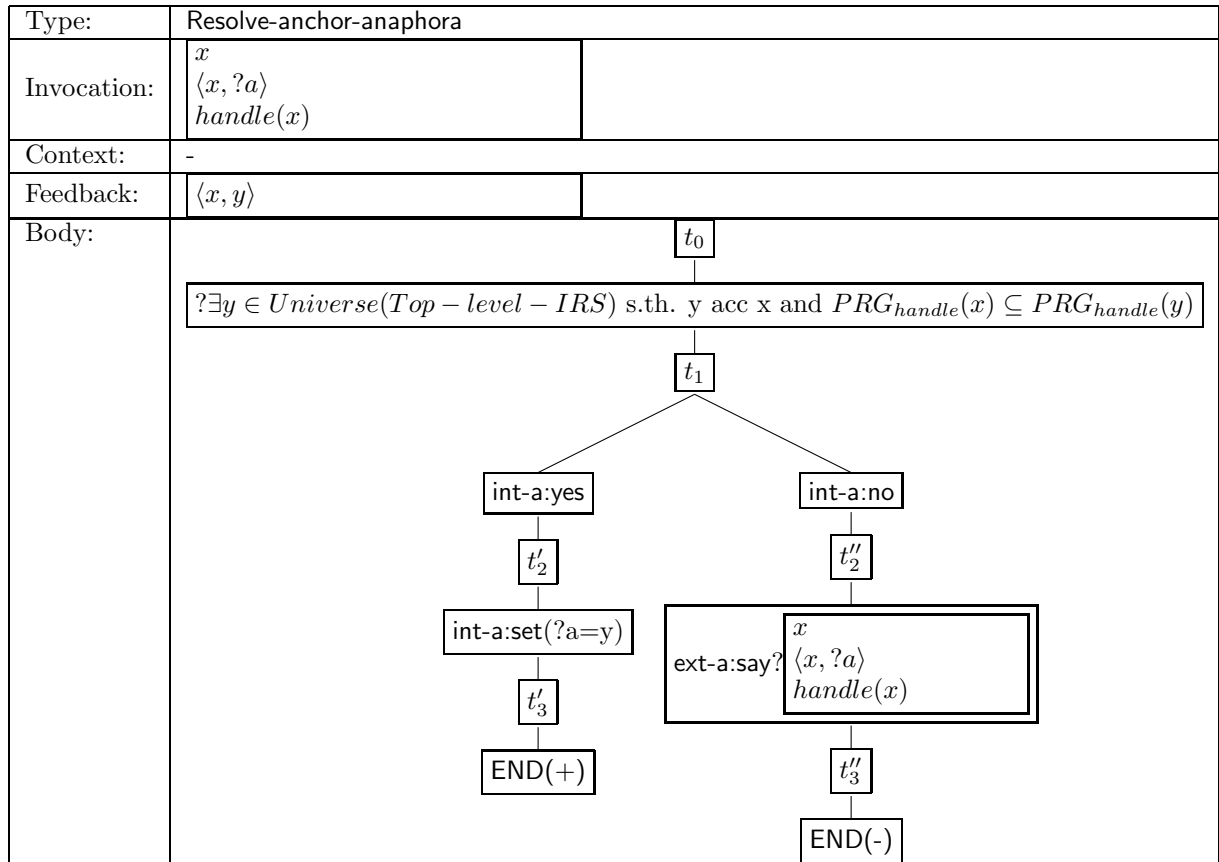 Type: Resolve-anchor-anaphora
Invocation:
x
⟨x, ?a⟩
handle(x)
Context: -
Feedback: ⟨x, y⟩
Body:
t₀
?∃y ∈ Universe(Top − level − IRS) s.th. y acc x and PRG_handle(x) ⊆ PRG_handle(y)
t₁
int-a:yes int-a:no
t′₂ t″₂
int-a:set(?a=y)
ext-a:say?
x
⟨x, ?a⟩
handle(x)
t′₃
END(+)
t″₃
END(-)